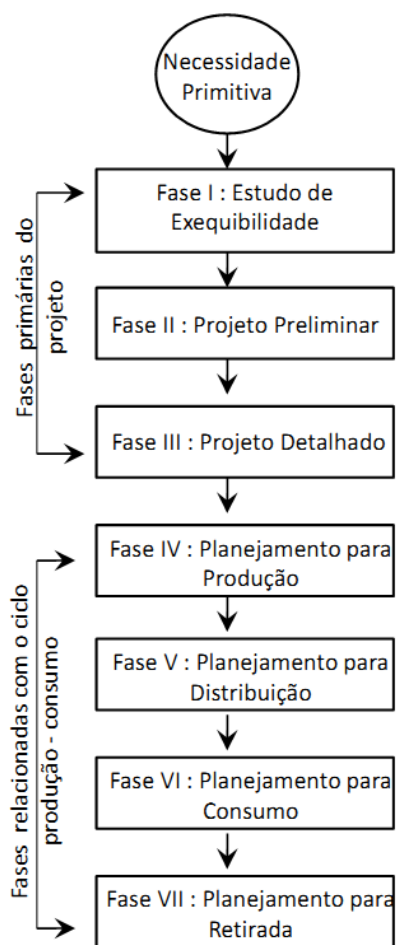 Necessidade
Primitiva
Fase I : Estudo de
Exequibilidade
Fase II : Projeto Preliminar
Fase III : Projeto Detalhado
Fases primárias do
projeto
Fase IV : Planejamento para
Produção
Fase V : Planejamento para
Distribuição
Fase VI : Planejamento para
Consumo
Fase VII : Planejamento para
Retirada
Fases relacionadas com o ciclo
produção - consumo